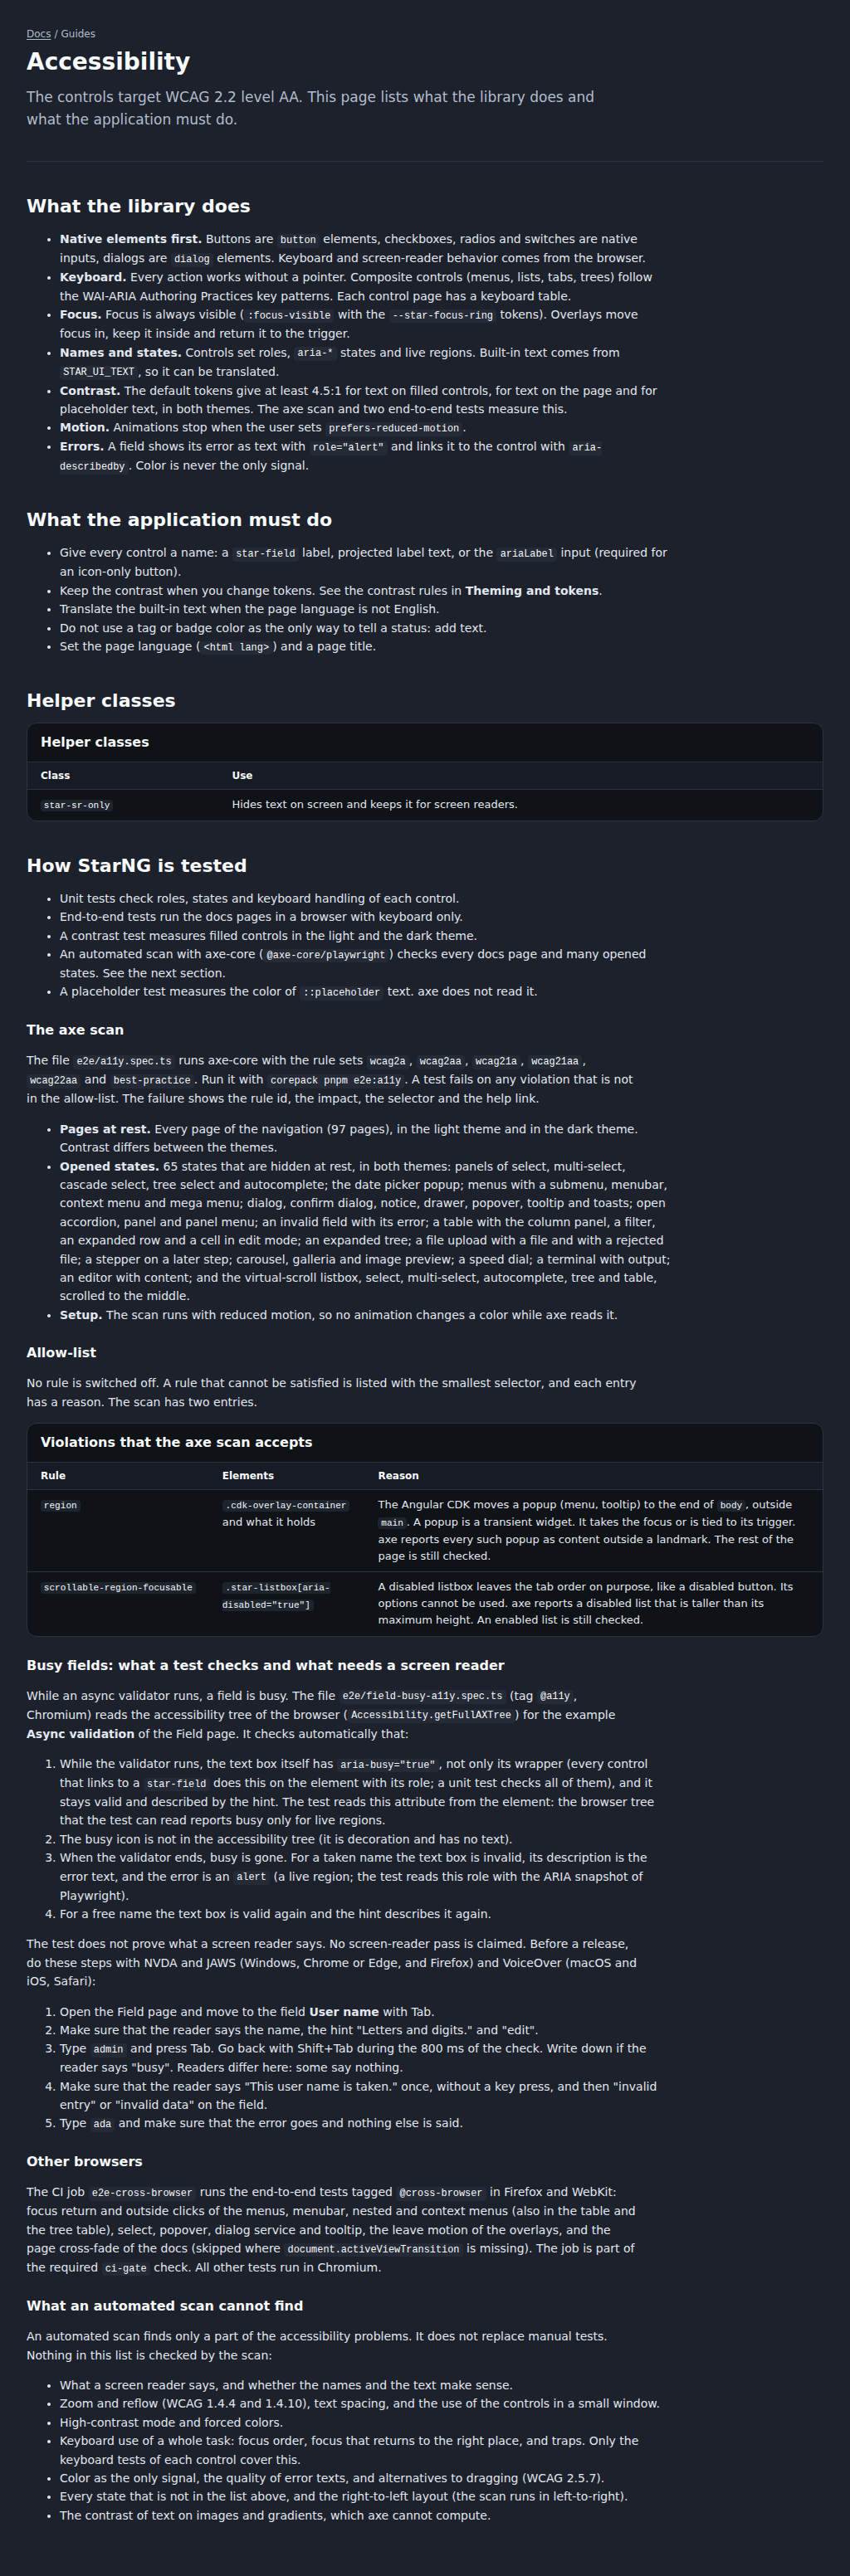 Docs / Guides
Accessibility
The controls target WCAG 2.2 level AA. This page lists what the library does and
what the application must do.
What the library does
• Native elements first. Buttons are button elements, checkboxes, radios and switches are native
inputs, dialogs are dialog elements. Keyboard and screen-reader behavior comes from the browser.
• Keyboard. Every action works without a pointer. Composite controls (menus, lists, tabs, trees) follow
the WAI-ARIA Authoring Practices key patterns. Each control page has a keyboard table.
• Focus. Focus is always visible (:focus-visible with the --star-focus-ring tokens). Overlays move
focus in, keep it inside and return it to the trigger.
• Names and states. Controls set roles, aria-* states and live regions. Built-in text comes from
STAR_UI_TEXT, so it can be translated.
• Contrast. The default tokens give at least 4.5:1 for text on filled controls, for text on the page and for
placeholder text, in both themes. The axe scan and two end-to-end tests measure this.
• Motion. Animations stop when the user sets prefers-reduced-motion.
• Errors. A field shows its error as text with role="alert" and links it to the control with aria-
describedby. Color is never the only signal.
What the application must do
• Give every control a name: a star-field label, projected label text, or the ariaLabel input (required for
an icon-only button).
• Keep the contrast when you change tokens. See the contrast rules in Theming and tokens.
• Translate the built-in text when the page language is not English.
• Do not use a tag or badge color as the only way to tell a status: add text.
• Set the page language (<html lang>) and a page title.
Helper classes
Helper classes
Class Use
star-sr-only Hides text on screen and keeps it for screen readers.
How StarNG is tested
• Unit tests check roles, states and keyboard handling of each control.
• End-to-end tests run the docs pages in a browser with keyboard only.
• A contrast test measures filled controls in the light and the dark theme.
• An automated scan with axe-core (@axe-core/playwright) checks every docs page and many opened
states. See the next section.
• A placeholder test measures the color of ::placeholder text. axe does not read it.
The axe scan
The file e2e/a11y.spec.ts runs axe-core with the rule sets wcag2a, wcag2aa, wcag21a, wcag21aa,
wcag22aa and best-practice. Run it with corepack pnpm e2e:a11y. A test fails on any violation that is not
in the allow-list. The failure shows the rule id, the impact, the selector and the help link.
• Pages at rest. Every page of the navigation (97 pages), in the light theme and in the dark theme.
Contrast differs between the themes.
• Opened states. 65 states that are hidden at rest, in both themes: panels of select, multi-select,
cascade select, tree select and autocomplete; the date picker popup; menus with a submenu, menubar,
context menu and mega menu; dialog, confirm dialog, notice, drawer, popover, tooltip and toasts; open
accordion, panel and panel menu; an invalid field with its error; a table with the column panel, a filter,
an expanded row and a cell in edit mode; an expanded tree; a file upload with a file and with a rejected
file; a stepper on a later step; carousel, galleria and image preview; a speed dial; a terminal with output;
an editor with content; and the virtual-scroll listbox, select, multi-select, autocomplete, tree and table,
scrolled to the middle.
• Setup. The scan runs with reduced motion, so no animation changes a color while axe reads it.
Allow-list
No rule is switched off. A rule that cannot be satisfied is listed with the smallest selector, and each entry
has a reason. The scan has two entries.
Violations that the axe scan accepts
Rule Elements Reason
region .cdk-overlay-container and what it holds The Angular CDK moves a popup (menu, tooltip) to the end of body, outside
main. A popup is a transient widget. It takes the focus or is tied to its trigger.
axe reports every such popup as content outside a landmark. The rest of the
page is still checked.
scrollable-region-focusable .star-listbox[aria-disabled="true"] A disabled listbox leaves the tab order on purpose, like a disabled button. Its
options cannot be used. axe reports a disabled list that is taller than its
maximum height. An enabled list is still checked.
Busy fields: what a test checks and what needs a screen reader
While an async validator runs, a field is busy. The file e2e/field-busy-a11y.spec.ts (tag @a11y,
Chromium) reads the accessibility tree of the browser (Accessibility.getFullAXTree) for the example
Async validation of the Field page. It checks automatically that:
1. While the validator runs, the text box itself has aria-busy="true", not only its wrapper (every control
that links to a star-field does this on the element with its role; a unit test checks all of them), and it
stays valid and described by the hint. The test reads this attribute from the element: the browser tree
that the test can read reports busy only for live regions.
2. The busy icon is not in the accessibility tree (it is decoration and has no text).
3. When the validator ends, busy is gone. For a taken name the text box is invalid, its description is the
error text, and the error is an alert (a live region; the test reads this role with the ARIA snapshot of
Playwright).
4. For a free name the text box is valid again and the hint describes it again.
The test does not prove what a screen reader says. No screen-reader pass is claimed. Before a release,
do these steps with NVDA and JAWS (Windows, Chrome or Edge, and Firefox) and VoiceOver (macOS and
iOS, Safari):
1. Open the Field page and move to the field User name with Tab.
2. Make sure that the reader says the name, the hint "Letters and digits." and "edit".
3. Type admin and press Tab. Go back with Shift+Tab during the 800 ms of the check. Write down if the
reader says "busy". Readers differ here: some say nothing.
4. Make sure that the reader says "This user name is taken." once, without a key press, and then "invalid
entry" or "invalid data" on the field.
5. Type ada and make sure that the error goes and nothing else is said.
Other browsers
The CI job e2e-cross-browser runs the end-to-end tests tagged @cross-browser in Firefox and WebKit:
focus return and outside clicks of the menus, menubar, nested and context menus (also in the table and
the tree table), select, popover, dialog service and tooltip, the leave motion of the overlays, and the
page cross-fade of the docs (skipped where document.activeViewTransition is missing). The job is part of
the required ci-gate check. All other tests run in Chromium.
What an automated scan cannot find
An automated scan finds only a part of the accessibility problems. It does not replace manual tests.
Nothing in this list is checked by the scan:
• What a screen reader says, and whether the names and the text make sense.
• Zoom and reflow (WCAG 1.4.4 and 1.4.10), text spacing, and the use of the controls in a small window.
• High-contrast mode and forced colors.
• Keyboard use of a whole task: focus order, focus that returns to the right place, and traps. Only the
keyboard tests of each control cover this.
• Color as the only signal, the quality of error texts, and alternatives to dragging (WCAG 2.5.7).
• Every state that is not in the list above, and the right-to-left layout (the scan runs in left-to-right).
• The contrast of text on images and gradients, which axe cannot compute.